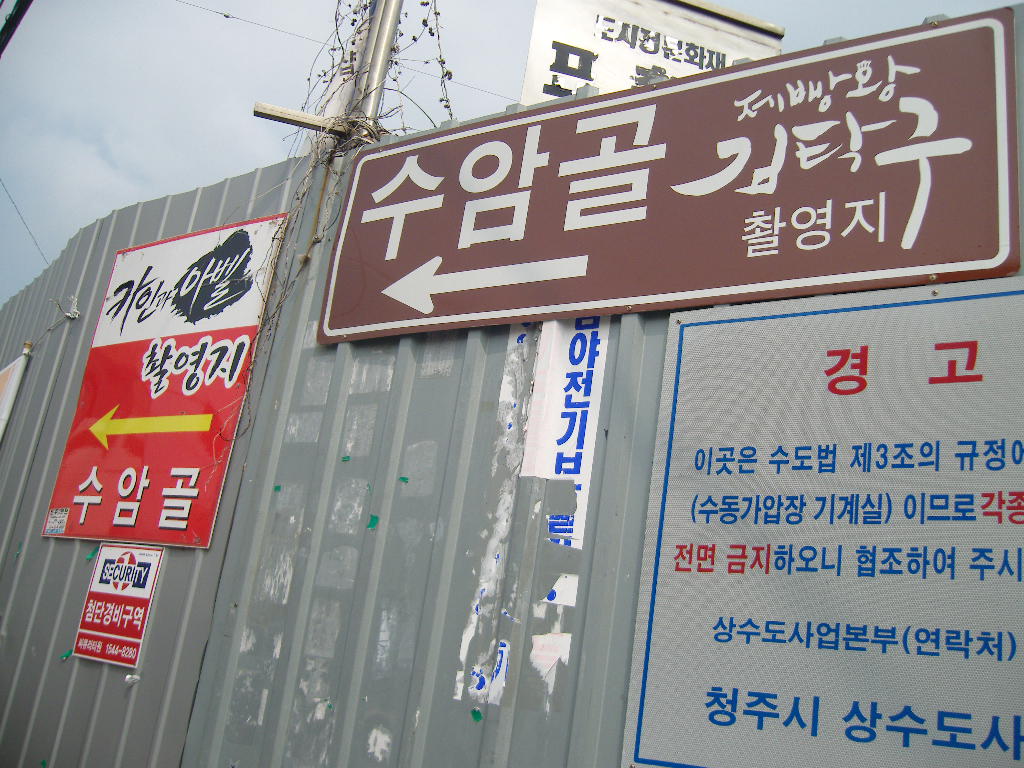 수암골
제빵왕
김탁구
촬영지
카인과 아벨
촬영지
수암골
SECURITY
첨단경비구역
1544-8280
경 고
이곳은 수도법 제3조의 규정에
(수동가압장 기계실) 이므로 각종
전면 금지하오니 협조하여 주시
상수도사업본부(연락처)
청주시 상수도사